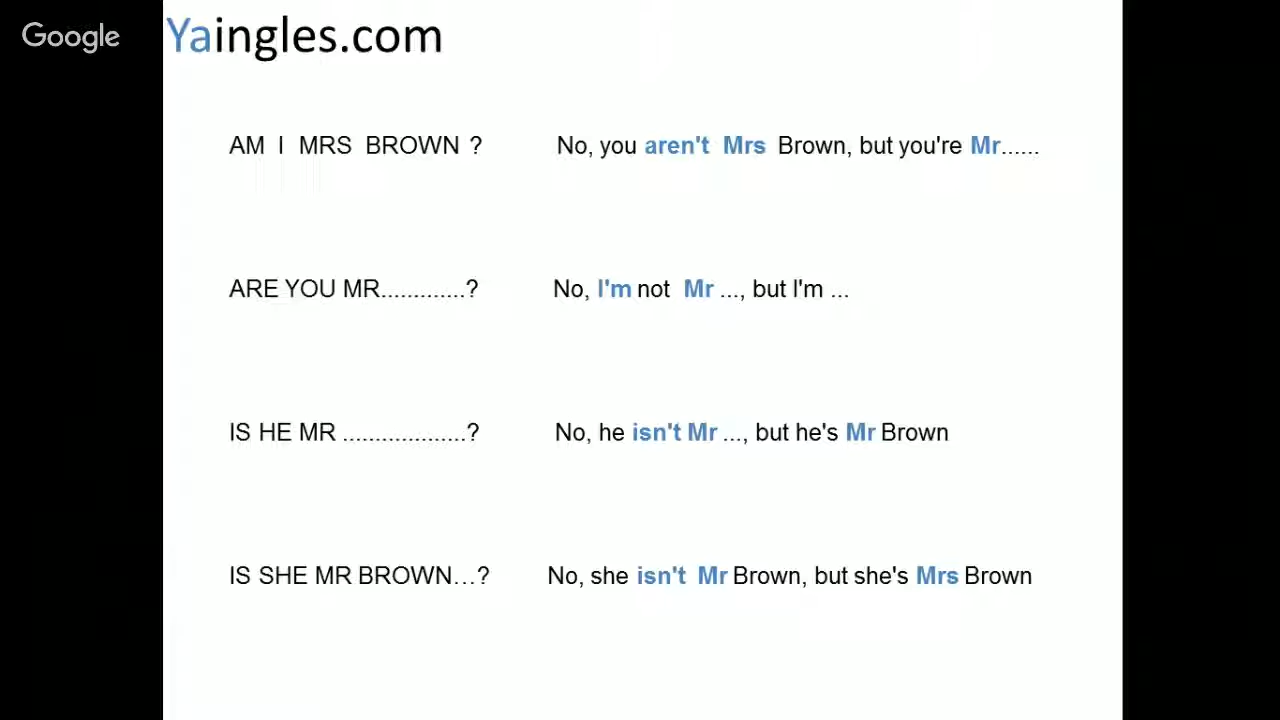 Google
Yaingles.com
AM I MRS BROWN ? No, you aren't Mrs Brown, but you're Mr......
ARE YOU MR.............? No, I'm not Mr ..., but I'm ...
IS HE MR ...................? No, he isn't Mr ..., but he's Mr Brown
IS SHE MR BROWN...? No, she isn't Mr Brown, but she's Mrs Brown